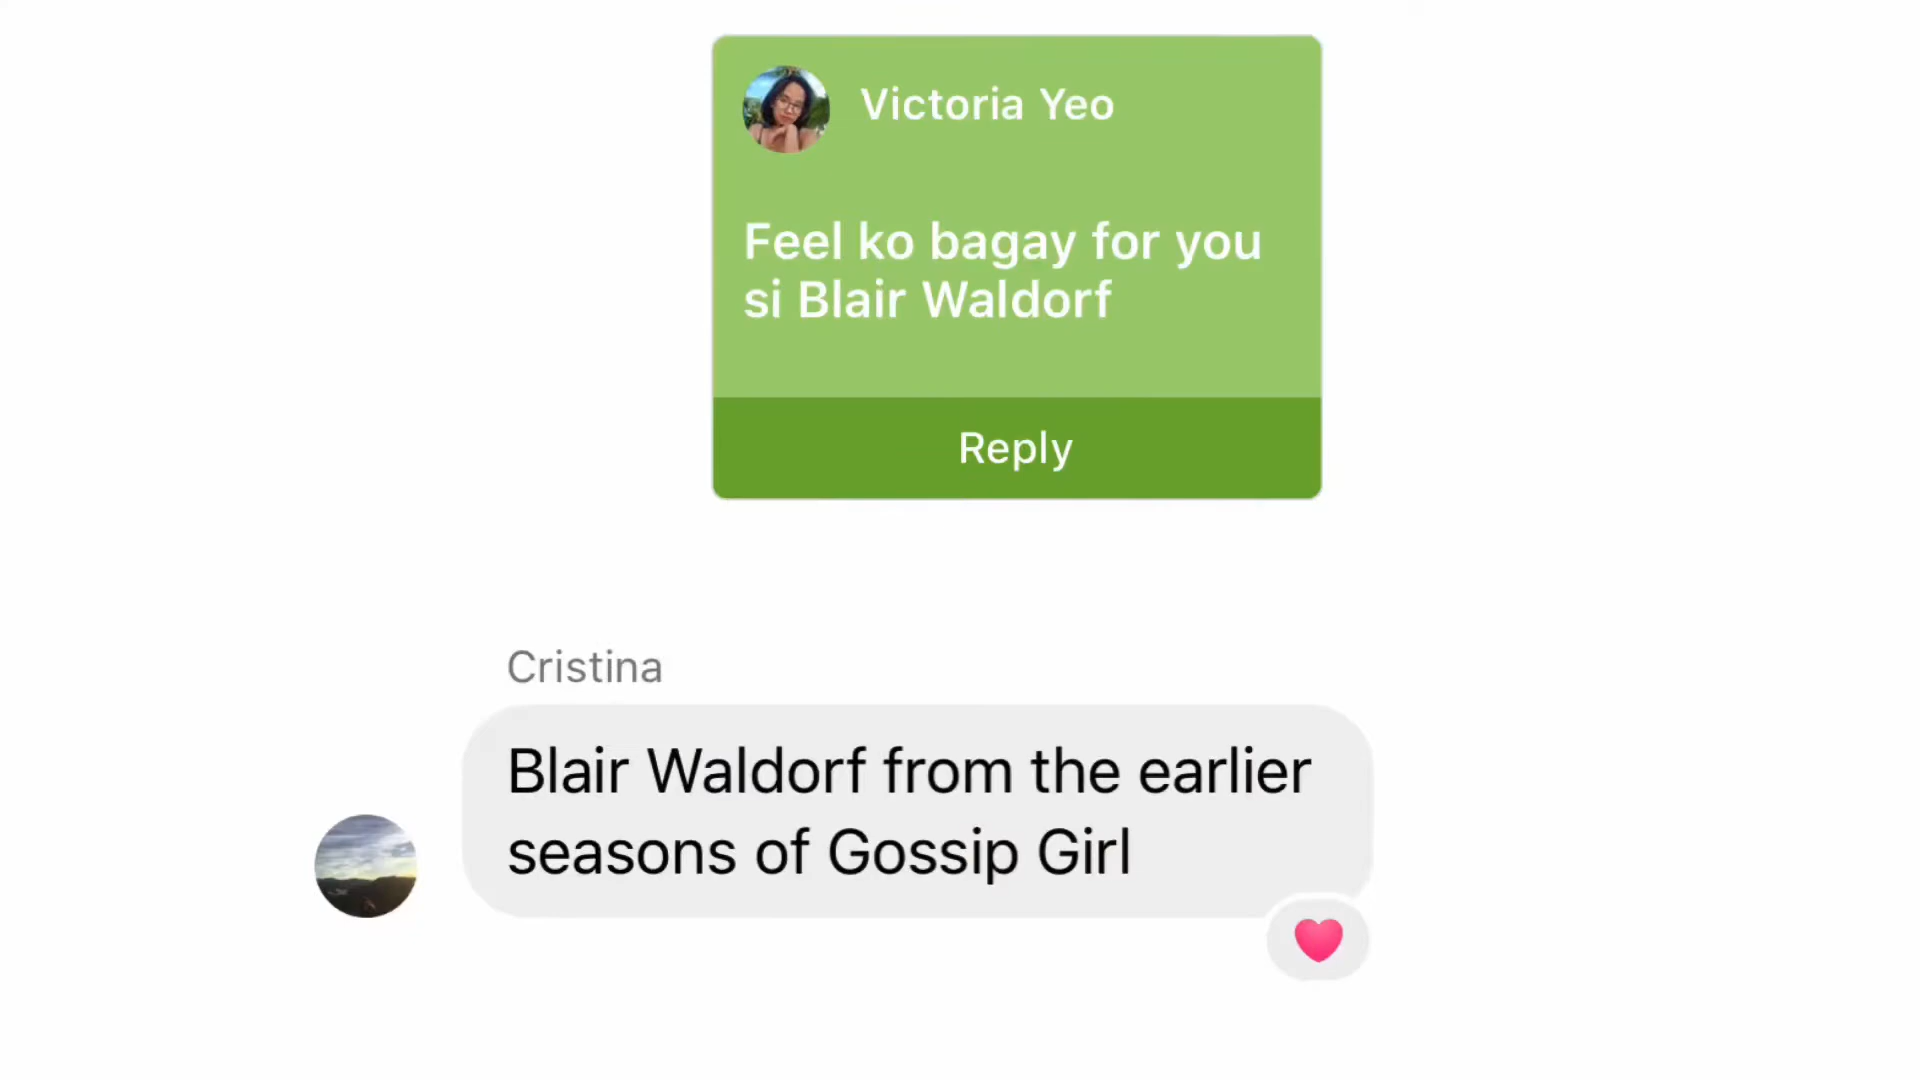 Victoria Yeo
Feel ko bagay for you
si Blair Waldorf
Reply
Cristina
Blair Waldorf from the earlier
seasons of Gossip Girl